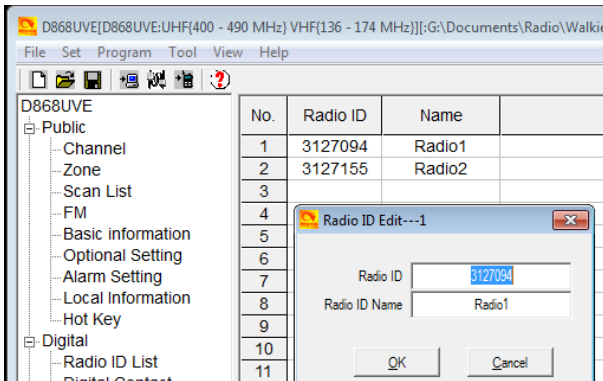 D868UVE[D868UVE:UHF{400 - 490 MHz} VHF{136 - 174 MHz}][:G:\Documents\Radio\Walkie
File Set Program Tool View Help
D868UVE
Public
Channel
Zone
Scan List
FM
Basic information
Optional Setting
Alarm Setting
Local Information
Hot Key
Digital
Radio ID List
Digital Contact
No. Radio ID Name
1 3127094 Radio1
2 3127155 Radio2
3
4
5
6
7
8
9
10
11
Radio ID Edit---1
Radio ID 3127094
Radio ID Name Radio1
OK Cancel